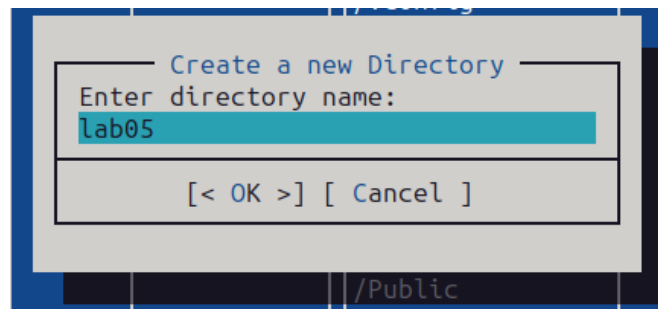 Create a new Directory
Enter directory name:
lab05
[< OK >] [ Cancel ]
/Public